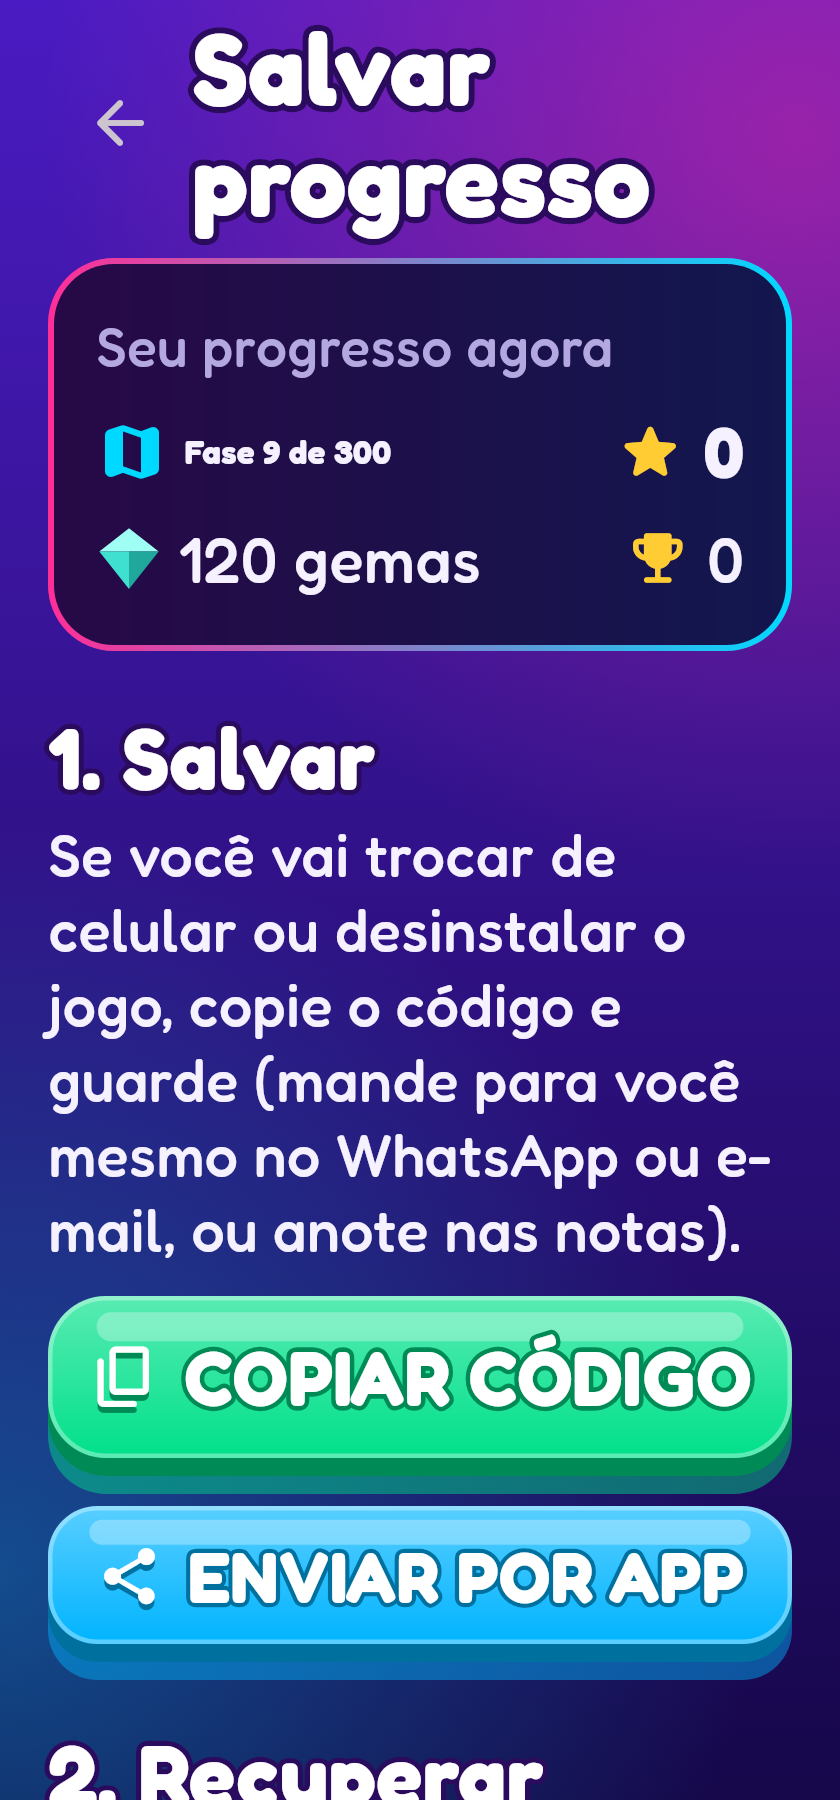 Salvar
progresso
Seu progresso agora
Fase 9 de 300
0
120 gemas
0
1. Salvar
Se você vai trocar de
celular ou desinstalar o
jogo, copie o código e
guarde (mande para você
mesmo no WhatsApp ou e-
mail, ou anote nas notas).
COPIAR CÓDIGO
ENVIAR POR APP
2. Recuperar